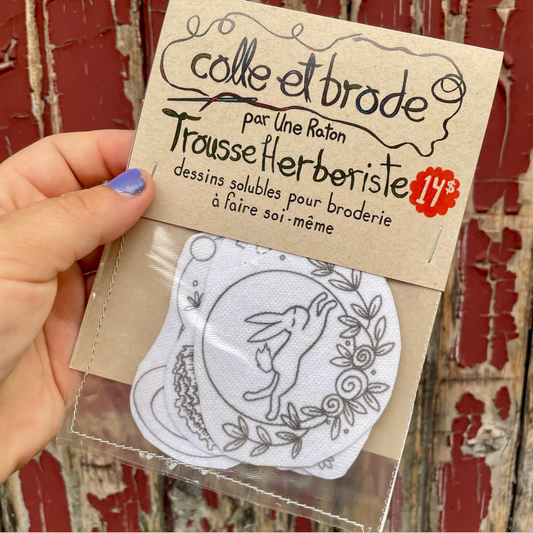 colle et brode
par Une Raton
Trousse Herboriste
14$
dessins solubles pour broderie
à faire soi-même